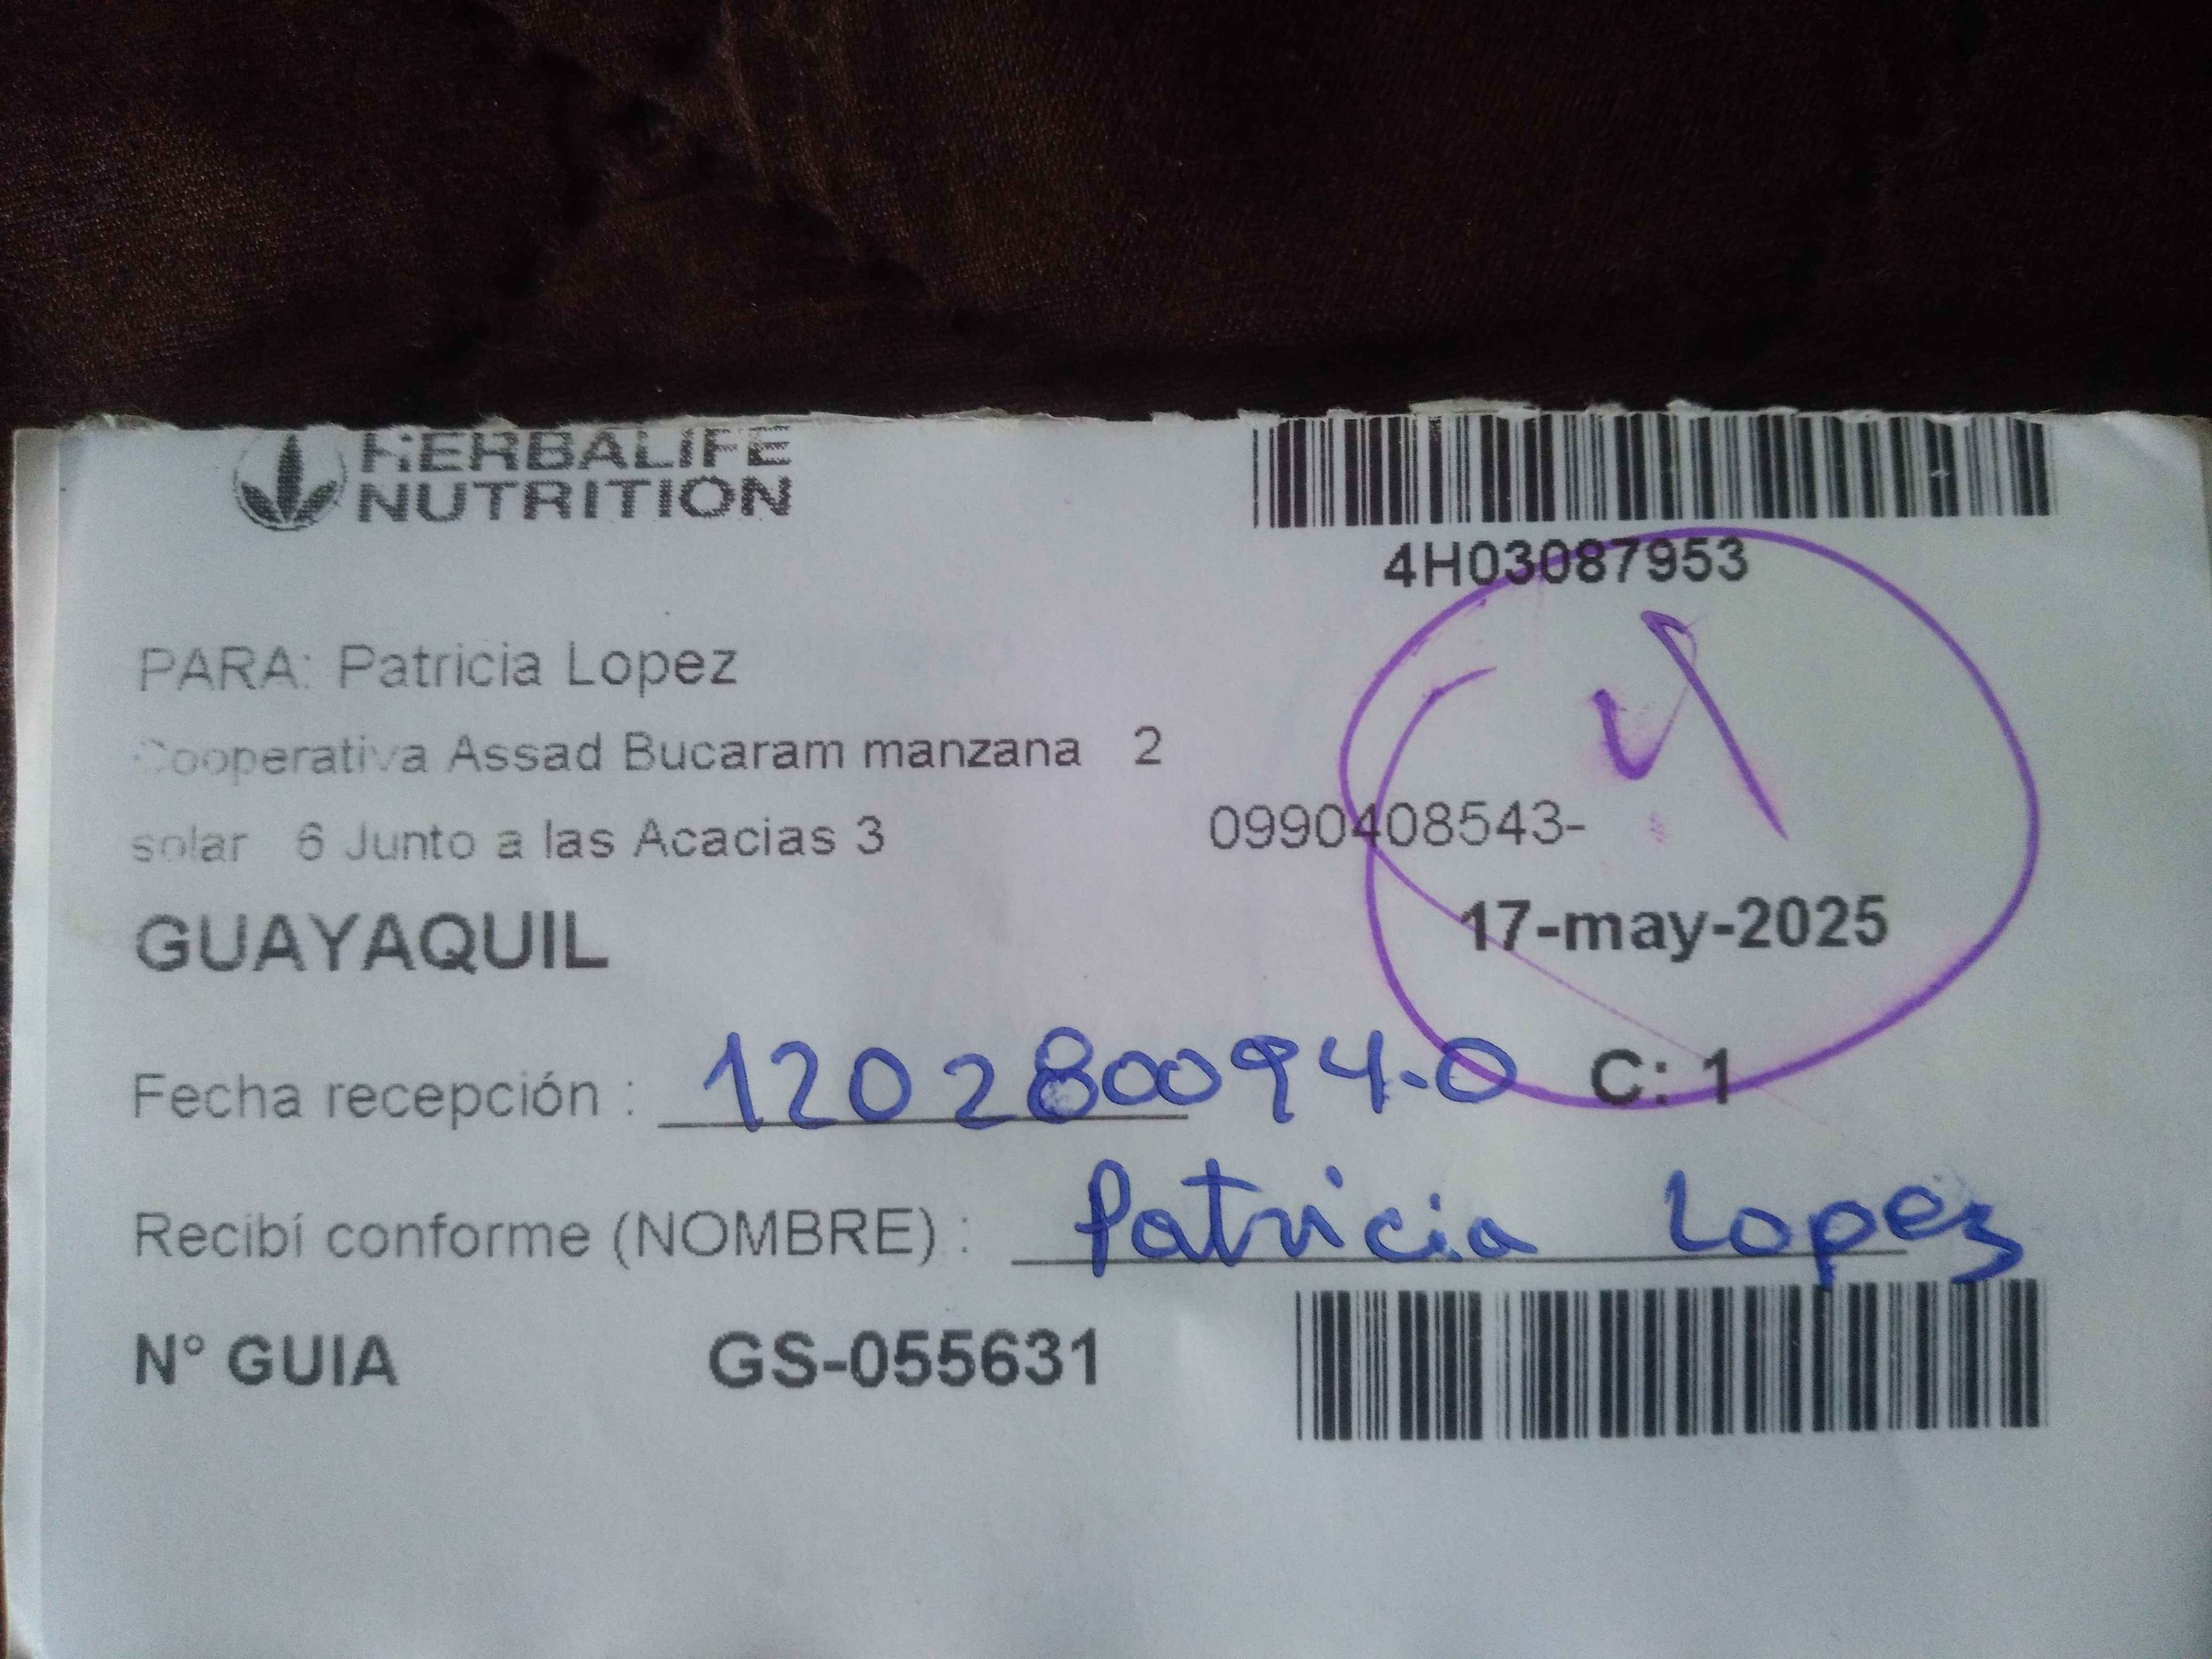 HERBALIFE
NUTRITION
4H03087953
PARA: Patricia Lopez
Cooperativa Assad Bucaram manzana 2
solar 6 Junto a las Acacias 3
0990408543-
GUAYAQUIL
17-may-2025
Fecha recepción : 120280094-0
C: 1
Recibí conforme (NOMBRE) : Patricia Lopez
N° GUIA GS-055631